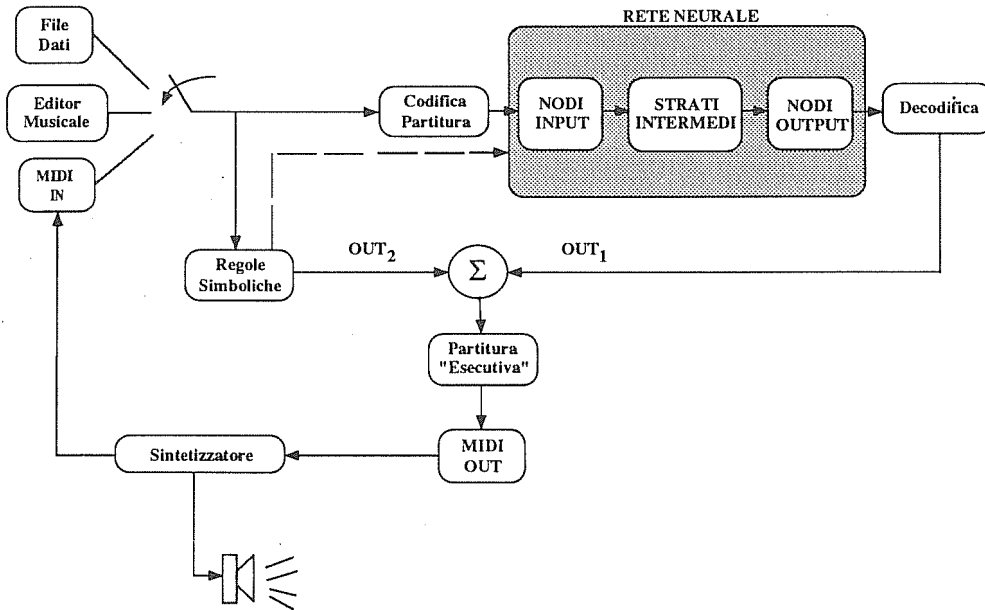 RETE NEURALE
File
Dati
Editor
Musicale
MIDI
IN
Codifica
Partitura
NODI
INPUT
STRATI
INTERMEDI
NODI
OUTPUT
Decodifica
Regole
Simboliche
OUT2
Σ
OUT1
Partitura
"Esecutiva"
MIDI
OUT
Sintetizzatore